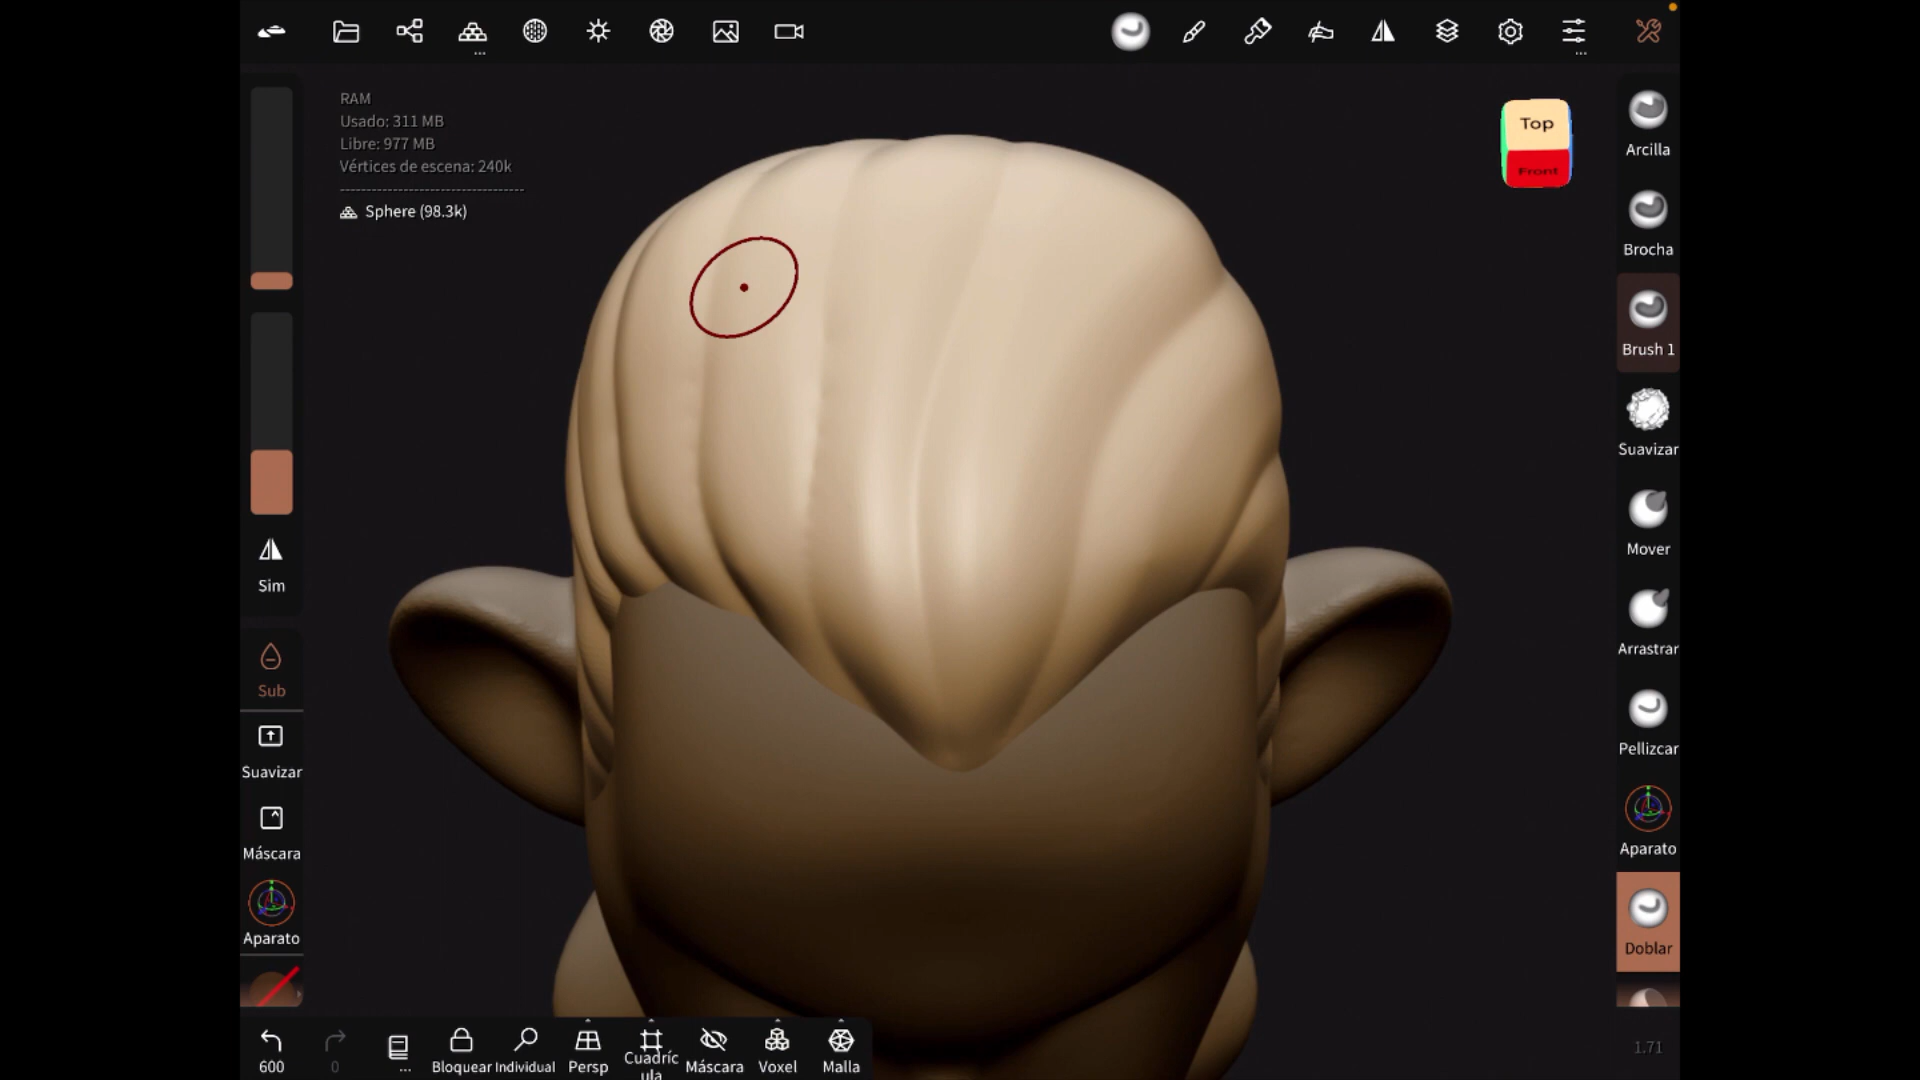 RAM
Usado: 311 MB
Libre: 977 MB
Vértices de escena: 240k
------------------------------------
Sphere (98.3k)
Top
Front
Arcilla
Brocha
Brush 1
Suavizar
Mover
Arrastrar
Pellizcar
Aparato
Doblar
Sim
Sub
Suavizar
Máscara
Aparato
600
0
...
Bloquear
Individual
Persp
Cuadríc
ula
Máscara
Voxel
Malla
1.71